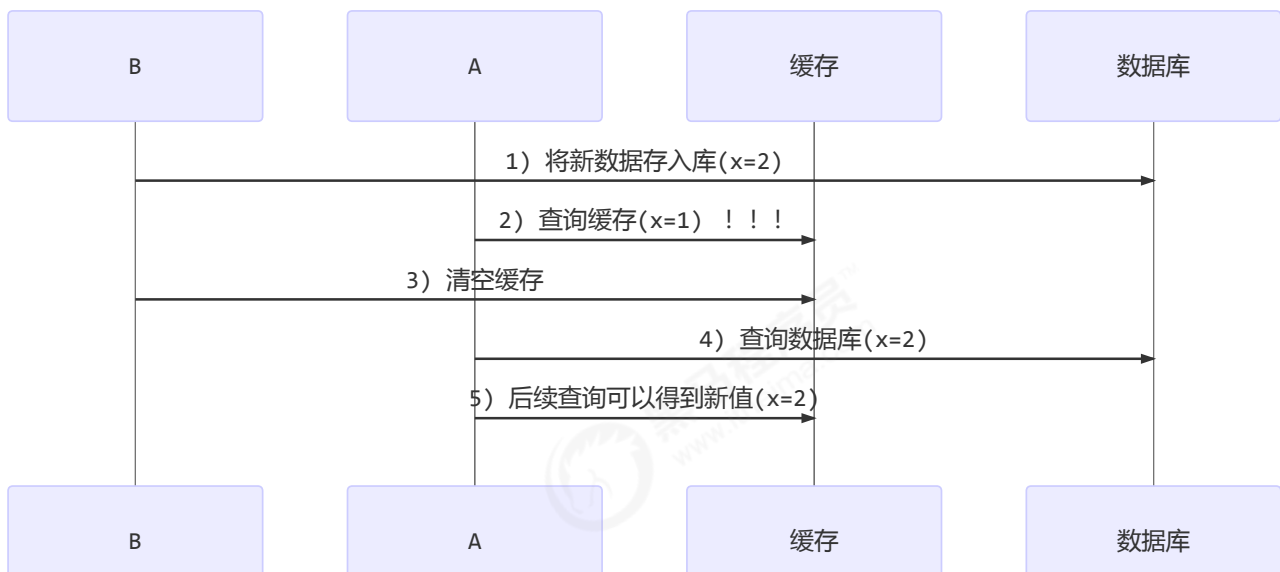 B
A
缓存
数据库
1) 将新数据存入库(x=2)
2) 查询缓存(x=1) ！！！
3) 清空缓存
4) 查询数据库(x=2)
5) 后续查询可以得到新值(x=2)
B
A
缓存
数据库